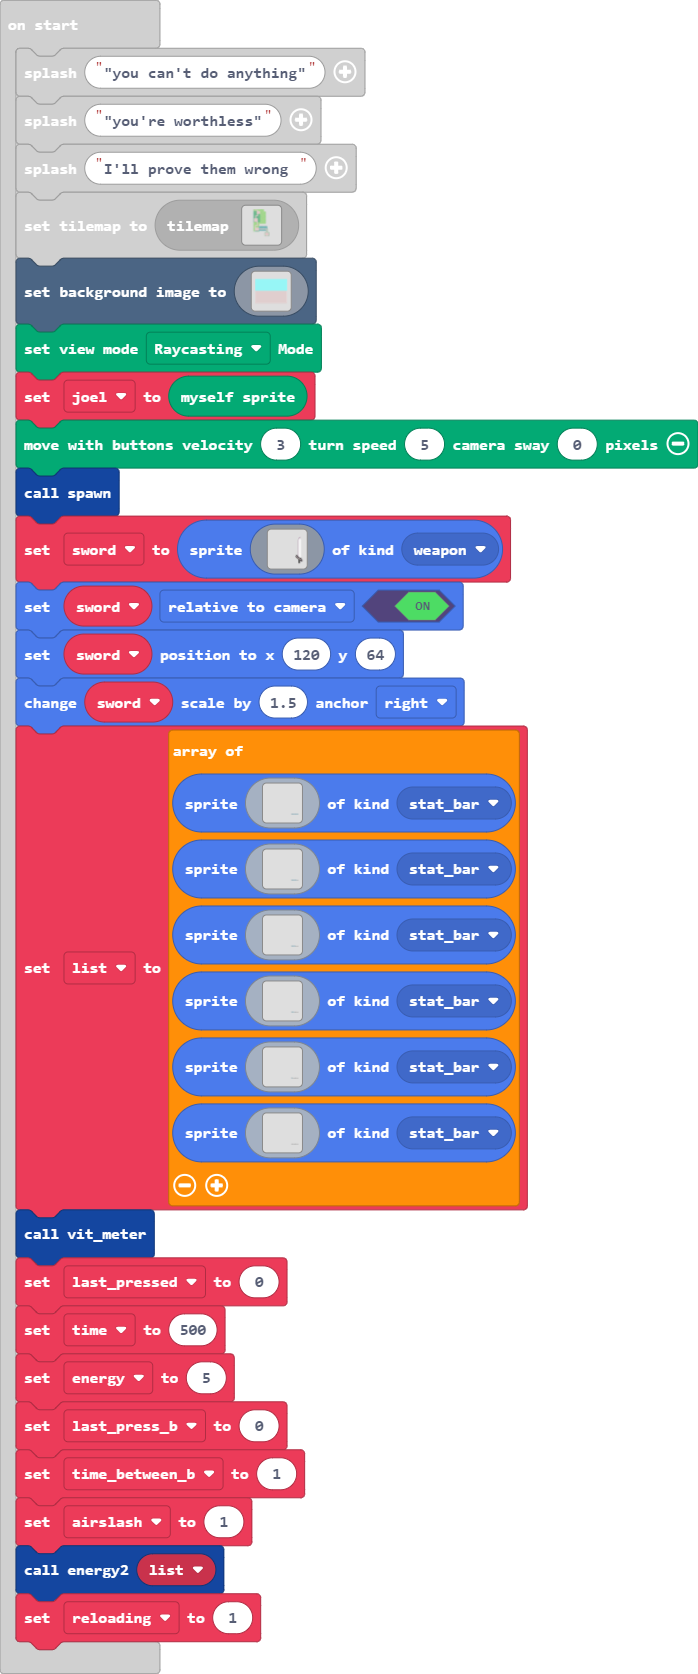 on start
splash ""you can't do anything""
splash ""you're worthless""
splash "I'll prove them wrong "
set tilemap to tilemap
set background image to
set view mode Raycasting Mode
set joel to myself sprite
move with buttons velocity 3 turn speed 5 camera sway 0 pixels
call spawn
set sword to sprite of kind weapon
set sword relative to camera ON
set sword position to x 120 y 64
change sword scale by 1.5 anchor right
array of
sprite of kind stat_bar
sprite of kind stat_bar
sprite of kind stat_bar
set list to
sprite of kind stat_bar
sprite of kind stat_bar
sprite of kind stat_bar
call vit_meter
set last_pressed to 0
set time to 500
set energy to 5
set last_press_b to 0
set time_between_b to 1
set airslash to 1
call energy2 list
set reloading to 1